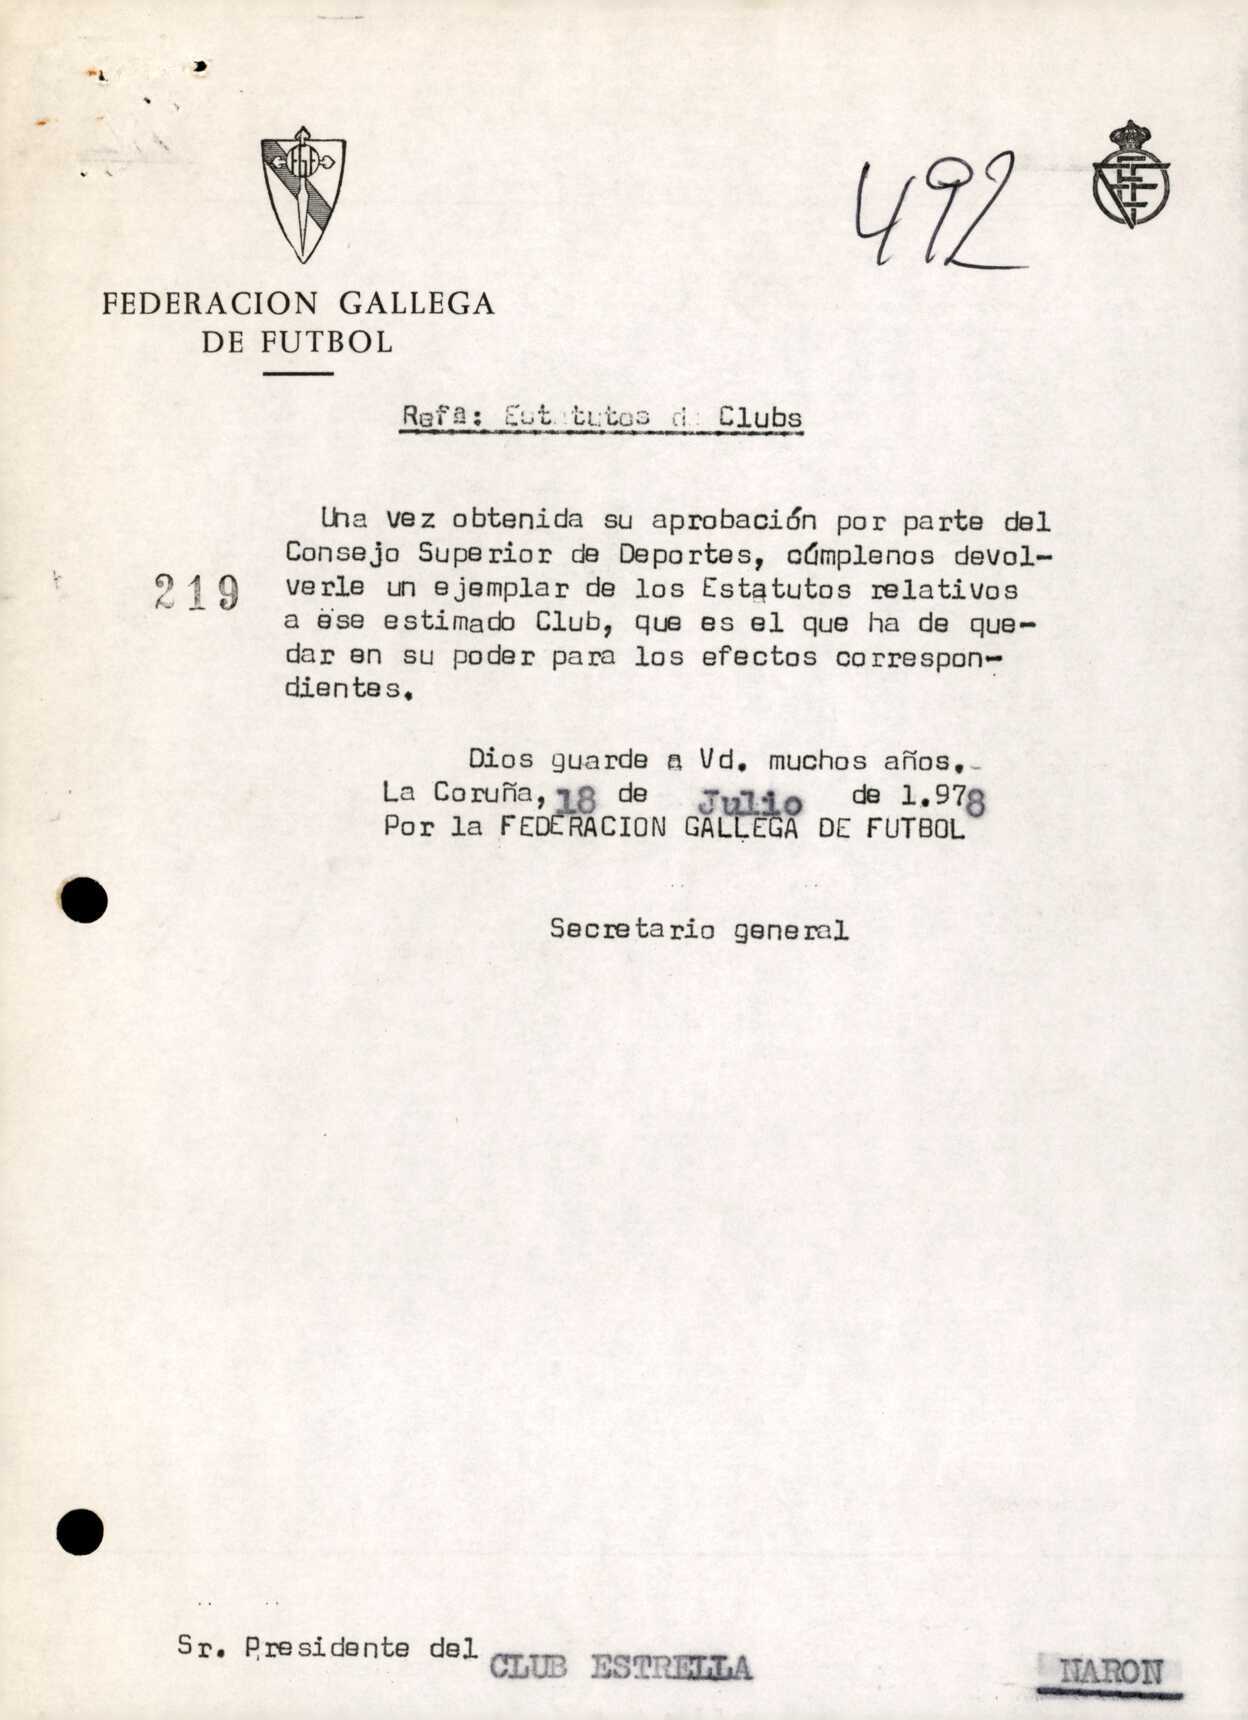 FGF
492
FEDERACION GALLEGA
DE FUTBOL
Refª: Estatutos de Clubs
Una vez obtenida su aprobación por parte del
Consejo Superior de Deportes, cúmplenos devol-
219
verle un ejemplar de los Estatutos relativos
a ese estimado Club, que es el que ha de que-
dar en su poder para los efectos correspon-
dientes.
Dios guarde a Vd. muchos años.-
La Coruña, 18 de Julio de 1.978
Por la FEDERACION GALLEGA DE FUTBOL
Secretario general
Sr. Presidente del CLUB ESTRELLA NARON